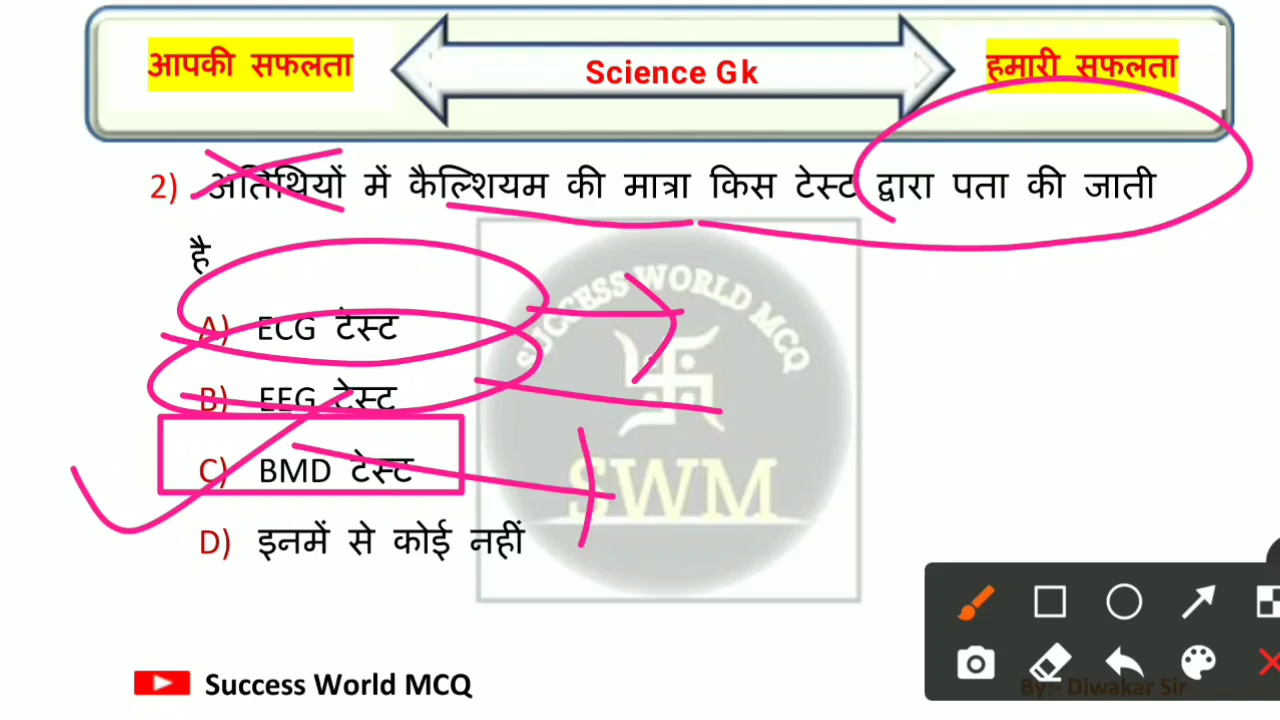 आपकी सफलता
Science Gk
हमारी सफलता
2) अतिथियों में कैल्शियम की मात्रा किस टेस्ट द्वारा पता की जाती
है
A) ECG टेस्ट
B) EEG टेस्ट
C) BMD टेस्ट
D) इनमें से कोई नहीं
SUCCESS WORLD MCQ
SWM
Success World MCQ
By:- Diwakar Sir